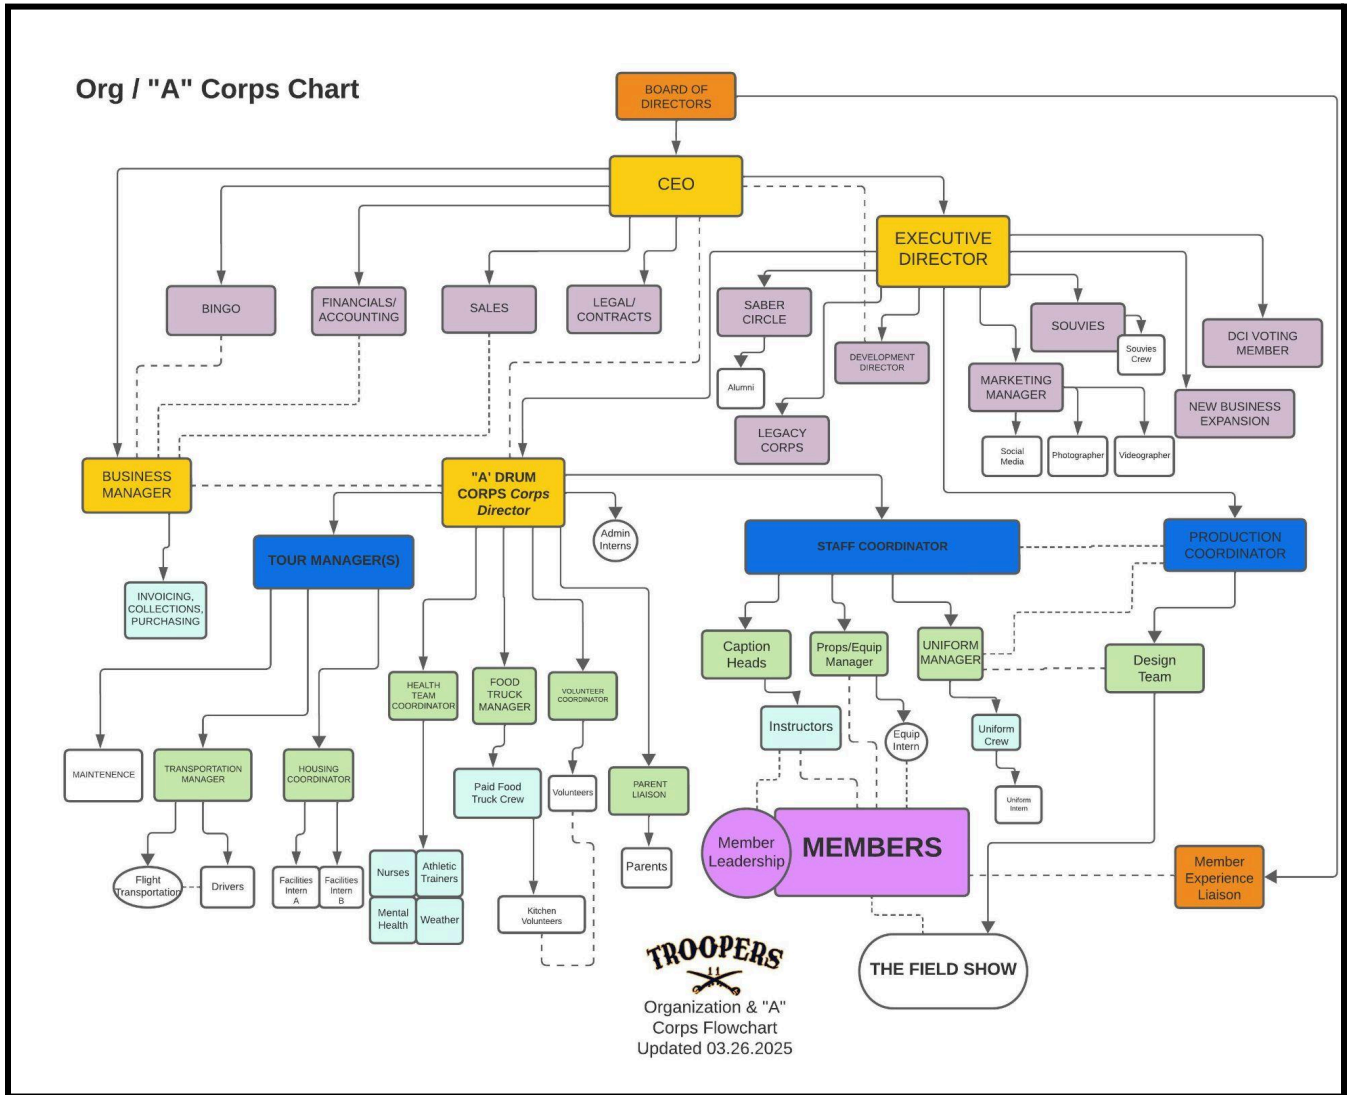 Org / "A" Corps Chart
BOARD OF
DIRECTORS
CEO
EXECUTIVE
DIRECTOR
BINGO
FINANCIALS/
ACCOUNTING
SALES
LEGAL/
CONTRACTS
SABER
CIRCLE
Alumni
DEVELOPMENT
DIRECTOR
LEGACY
CORPS
SOUVIES
Souvies
Crew
MARKETING
MANAGER
Social
Media
Photographer
Videographer
DCI VOTING
MEMBER
NEW BUSINESS
EXPANSION
BUSINESS
MANAGER
"A' DRUM
CORPS Corps
Director
Admin
Interns
INVOICING,
COLLECTIONS,
PURCHASING
TOUR MANAGER(S)
STAFF COORDINATOR
PRODUCTION
COORDINATOR
HEALTH
TEAM
COORDINATOR
FOOD
TRUCK
MANAGER
VOLUNTEER
COORDINATOR
Caption
Heads
Props/Equip
Manager
UNIFORM
MANAGER
Design
Team
Instructors
Equip
Intern
Uniform
Crew
Uniform
Intern
MAINTENENCE
TRANSPORTATION
MANAGER
HOUSING
COORDINATOR
Paid Food
Truck Crew
Volunteers
PARENT
LIAISON
Parents
Flight
Transportation
Drivers
Facilities
Intern
A
Facilities
Intern
B
Nurses
Athletic
Trainers
Mental
Health
Weather
Kitchen
Volunteers
Member
Leadership
MEMBERS
Member
Experience
Liaison
THE FIELD SHOW
TROOPERS
11
Organization & "A"
Corps Flowchart
Updated 03.26.2025